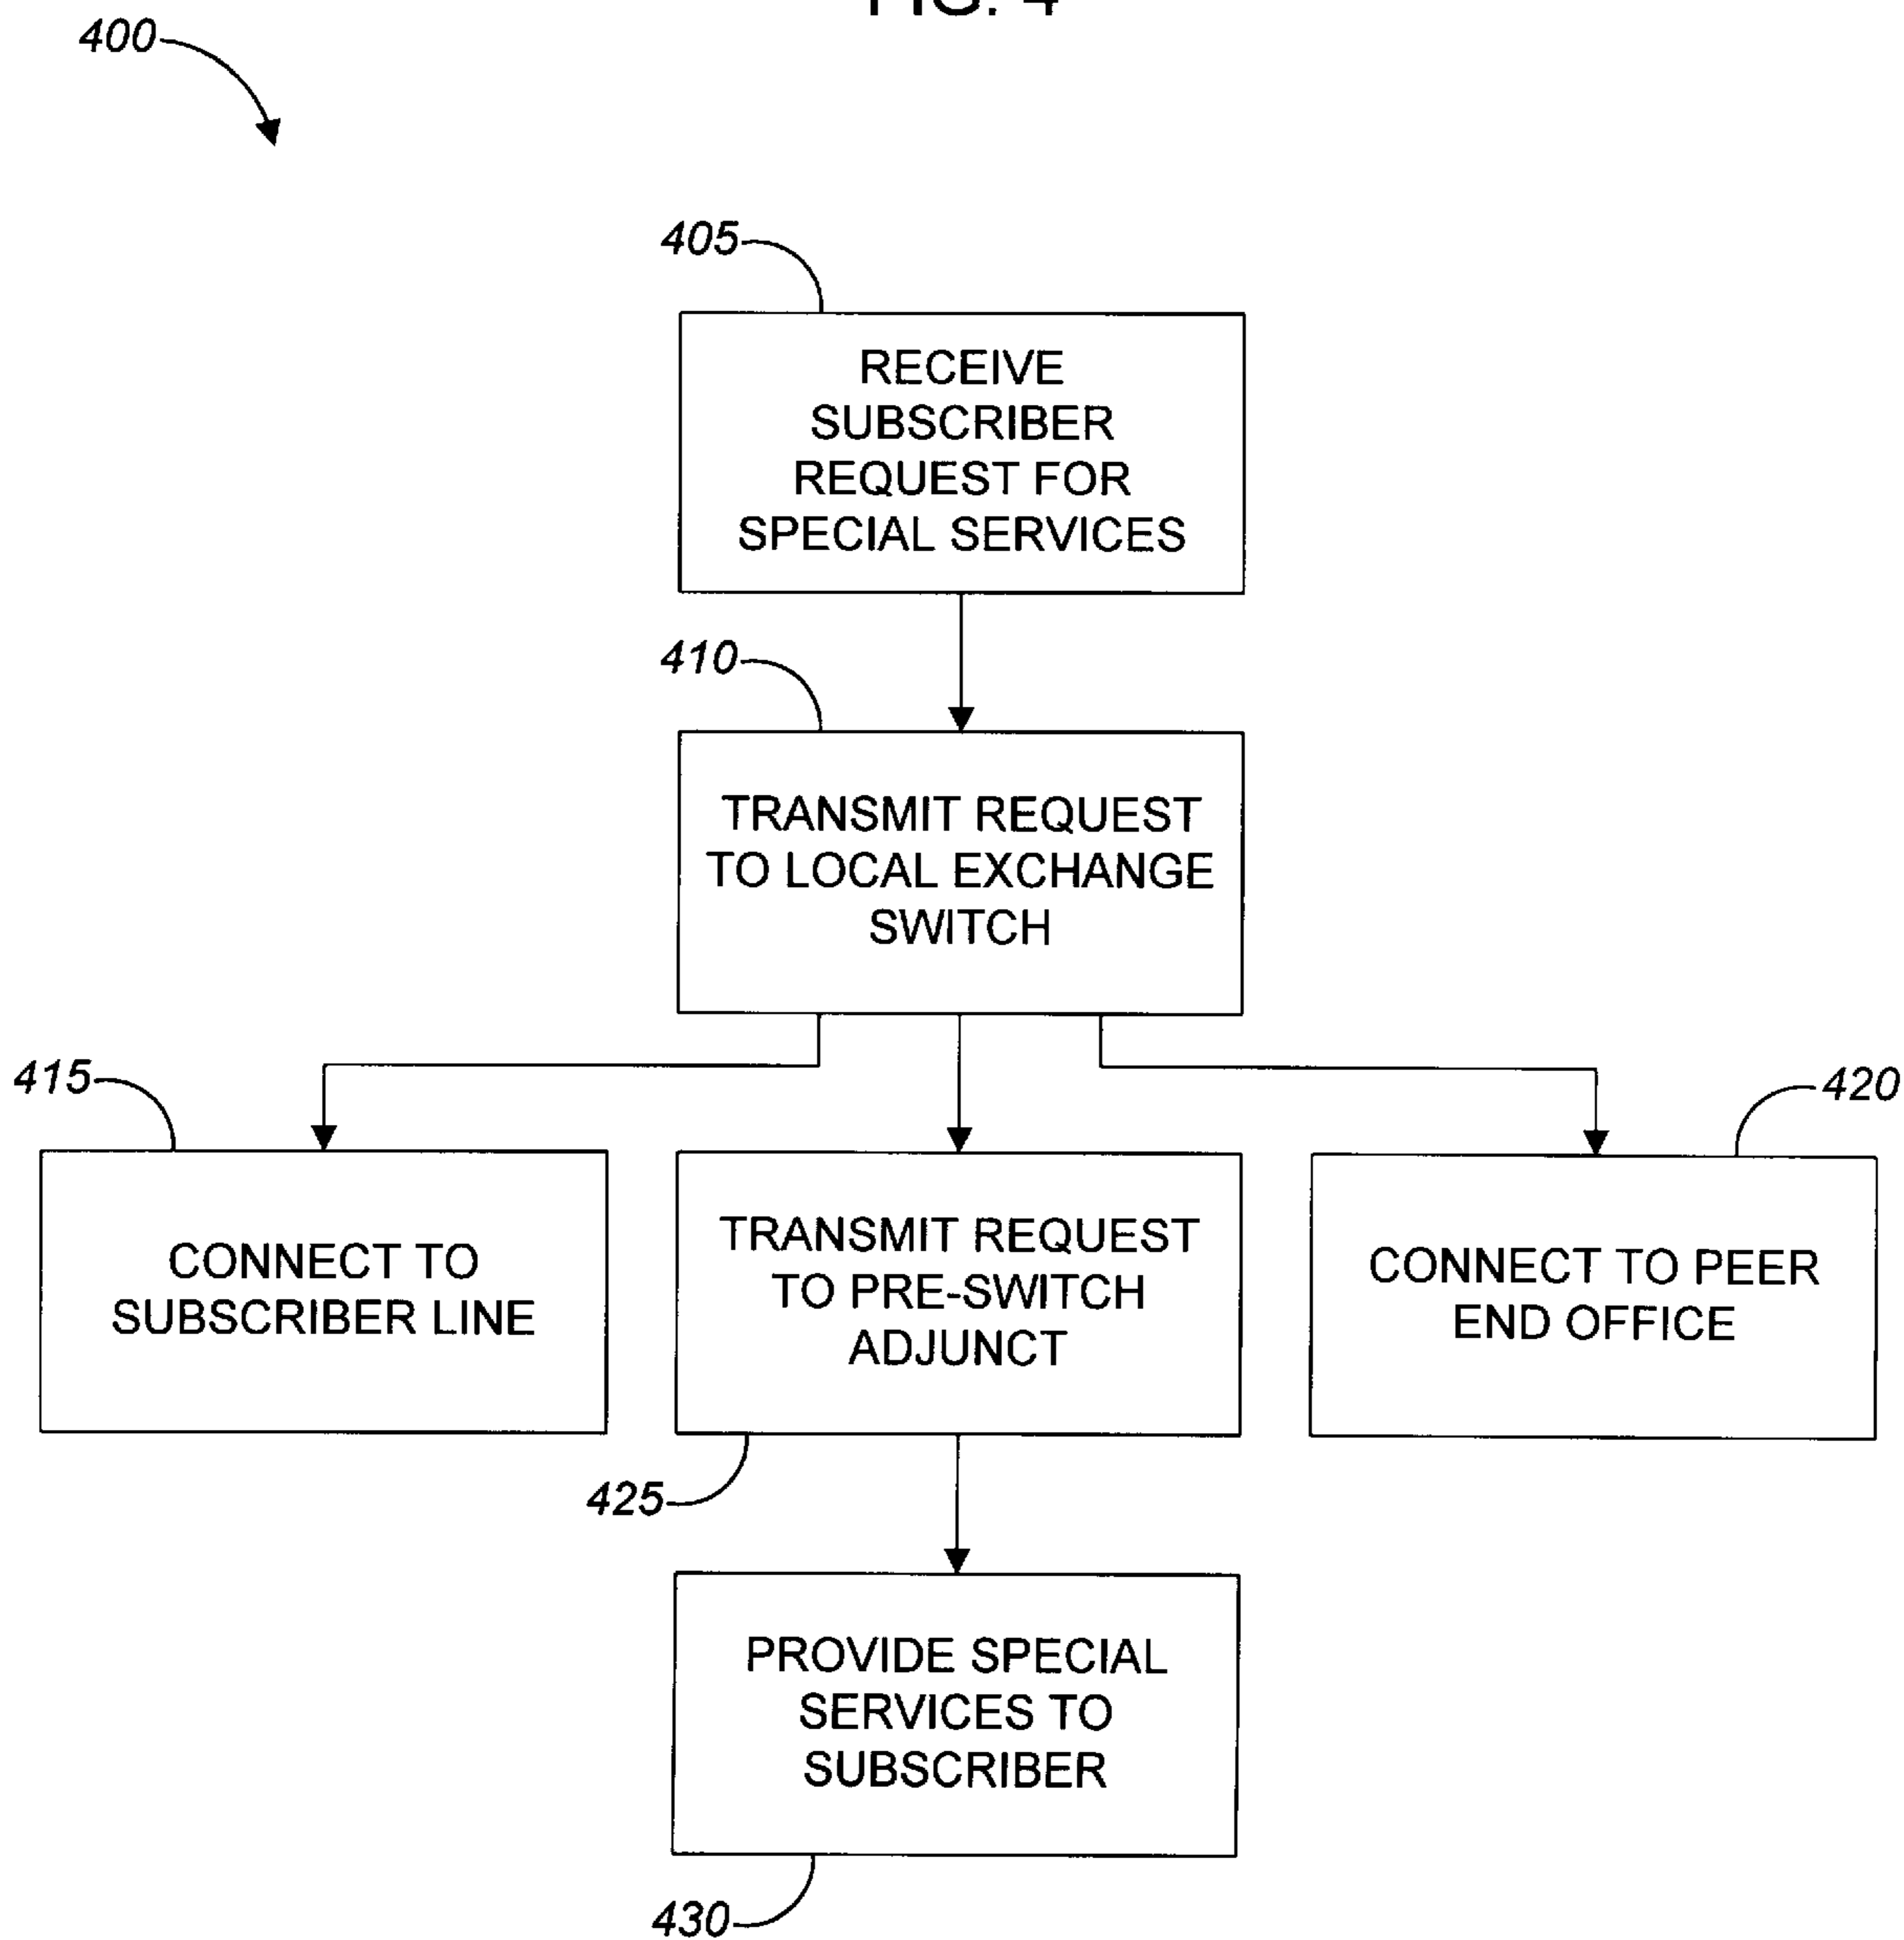 FIG. 4
400
405
RECEIVE
SUBSCRIBER
REQUEST FOR
SPECIAL SERVICES
410
TRANSMIT REQUEST
TO LOCAL EXCHANGE
SWITCH
415
420
CONNECT TO
SUBSCRIBER LINE
TRANSMIT REQUEST
TO PRE-SWITCH
ADJUNCT
CONNECT TO PEER
END OFFICE
425
PROVIDE SPECIAL
SERVICES TO
SUBSCRIBER
430